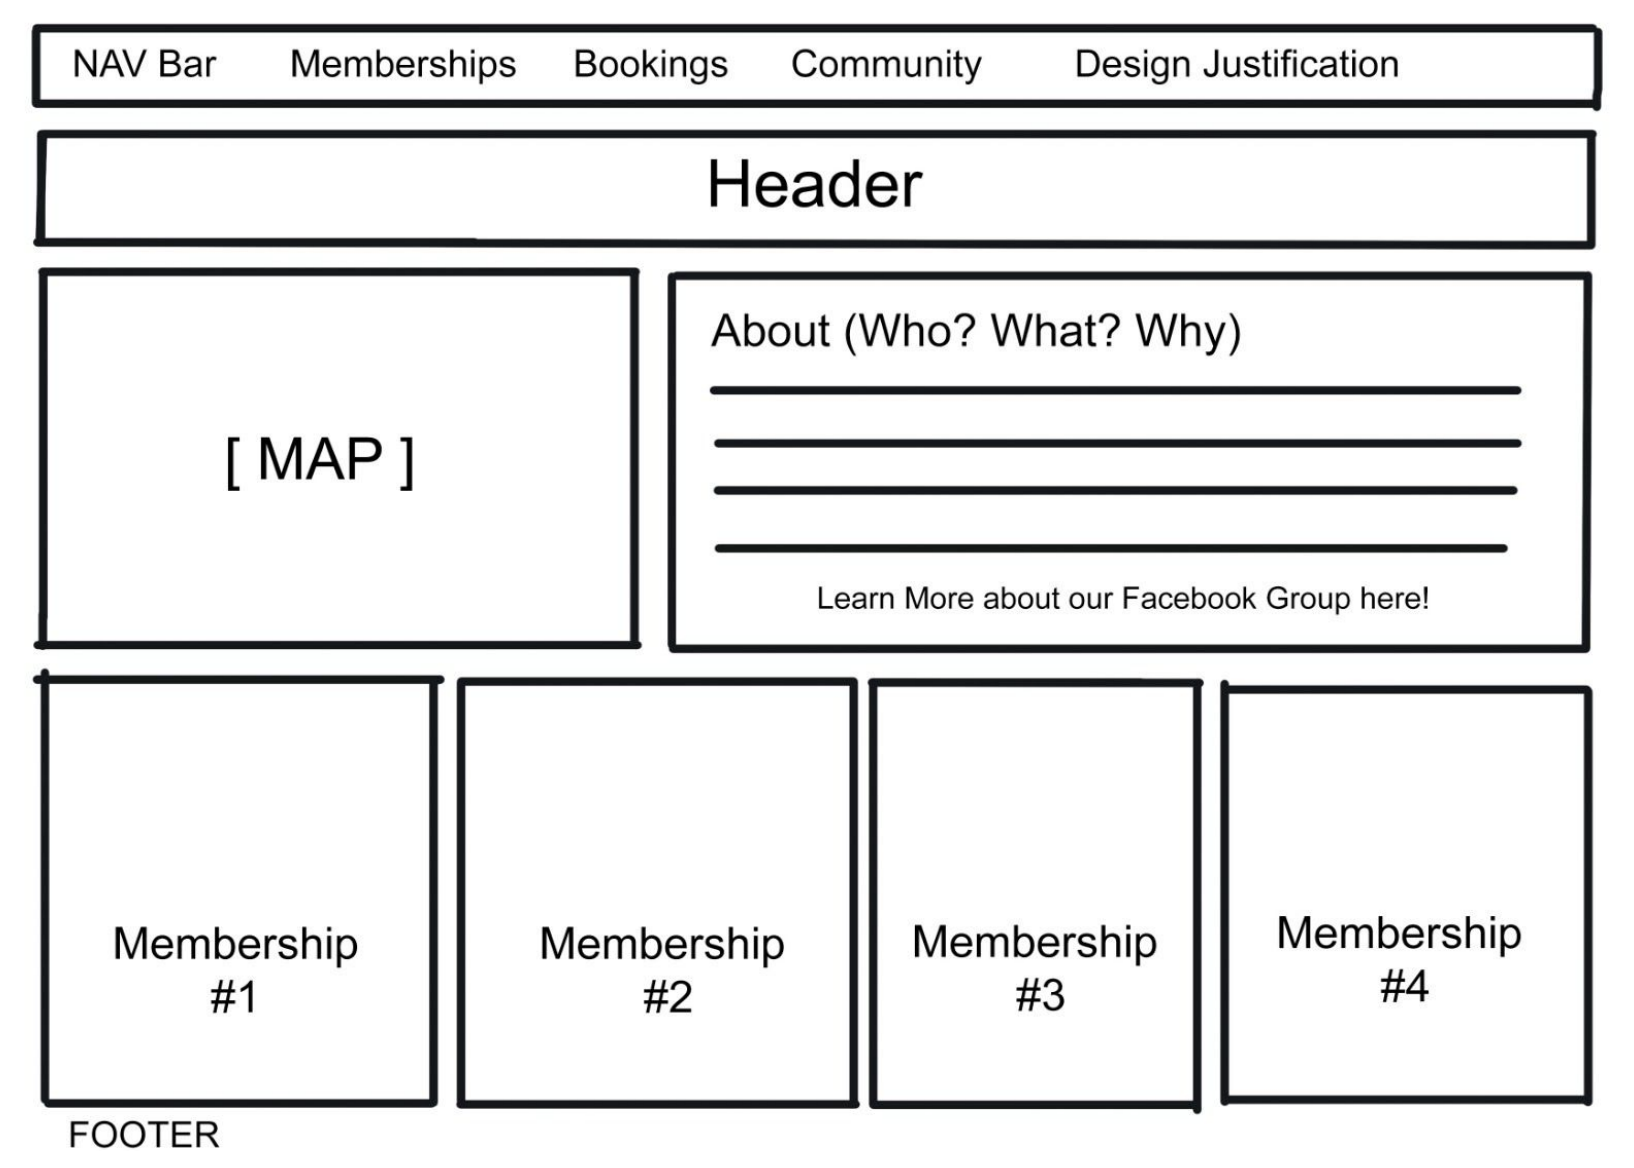 NAV Bar Memberships Bookings Community Design Justification
Header
[ MAP ]
About (Who? What? Why)
Learn More about our Facebook Group here!
Membership
#1
Membership
#2
Membership
#3
Membership
#4
FOOTER